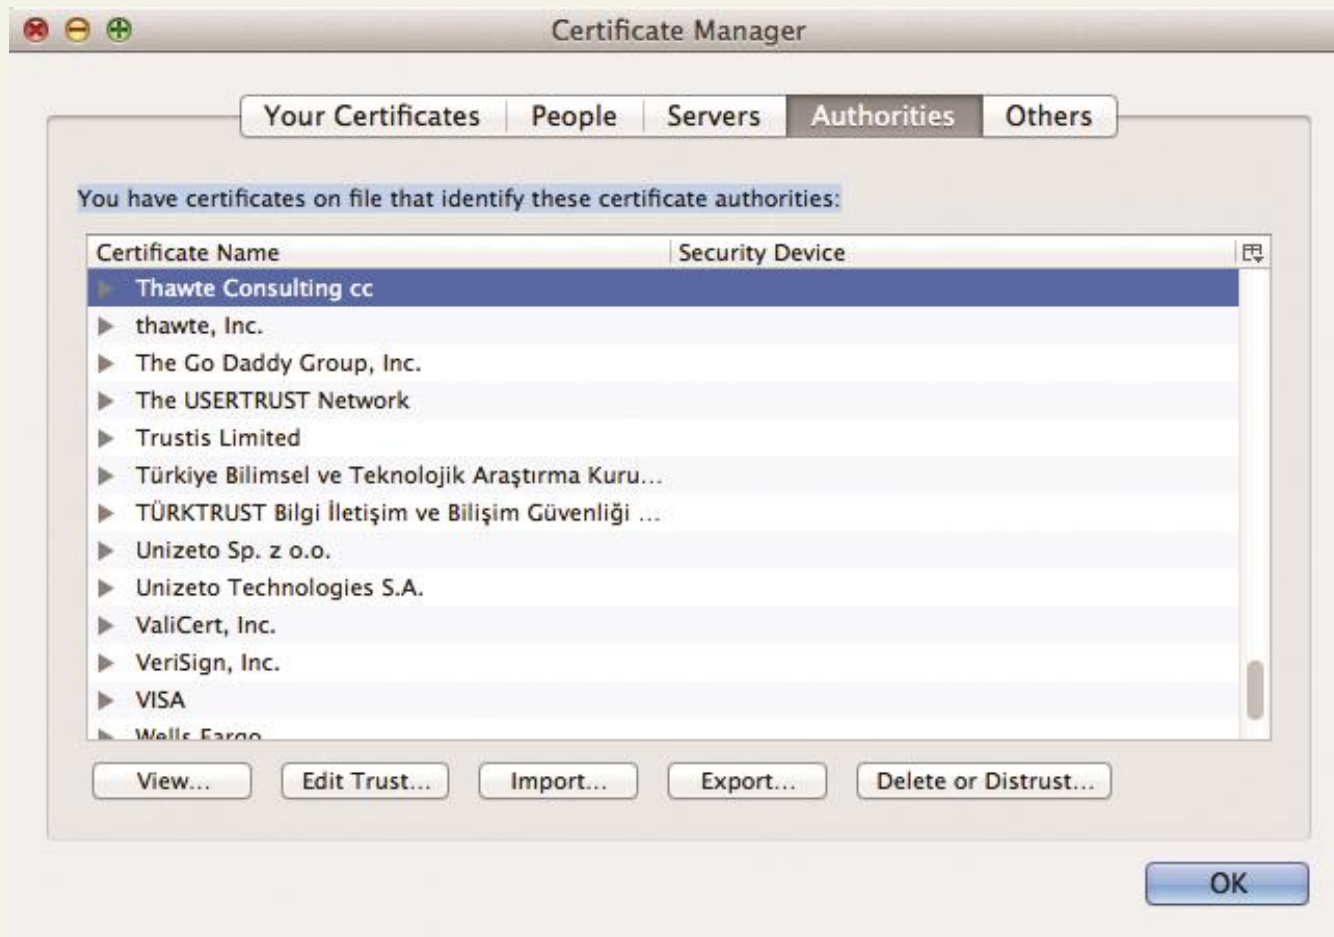 Certificate Manager
Your Certificates People Servers Authorities Others
You have certificates on file that identify these certificate authorities:
Certificate Name Security Device
Thawte Consulting cc
thawte, Inc.
The Go Daddy Group, Inc.
The USERTRUST Network
Trustis Limited
Türkiye Bilimsel ve Teknolojik Araştırma Kuru...
TÜRKTRUST Bilgi İletişim ve Bilişim Güvenliği ...
Unizeto Sp. z o.o.
Unizeto Technologies S.A.
ValiCert, Inc.
VeriSign, Inc.
VISA
Wells Fargo
View... Edit Trust... Import... Export... Delete or Distrust...
OK